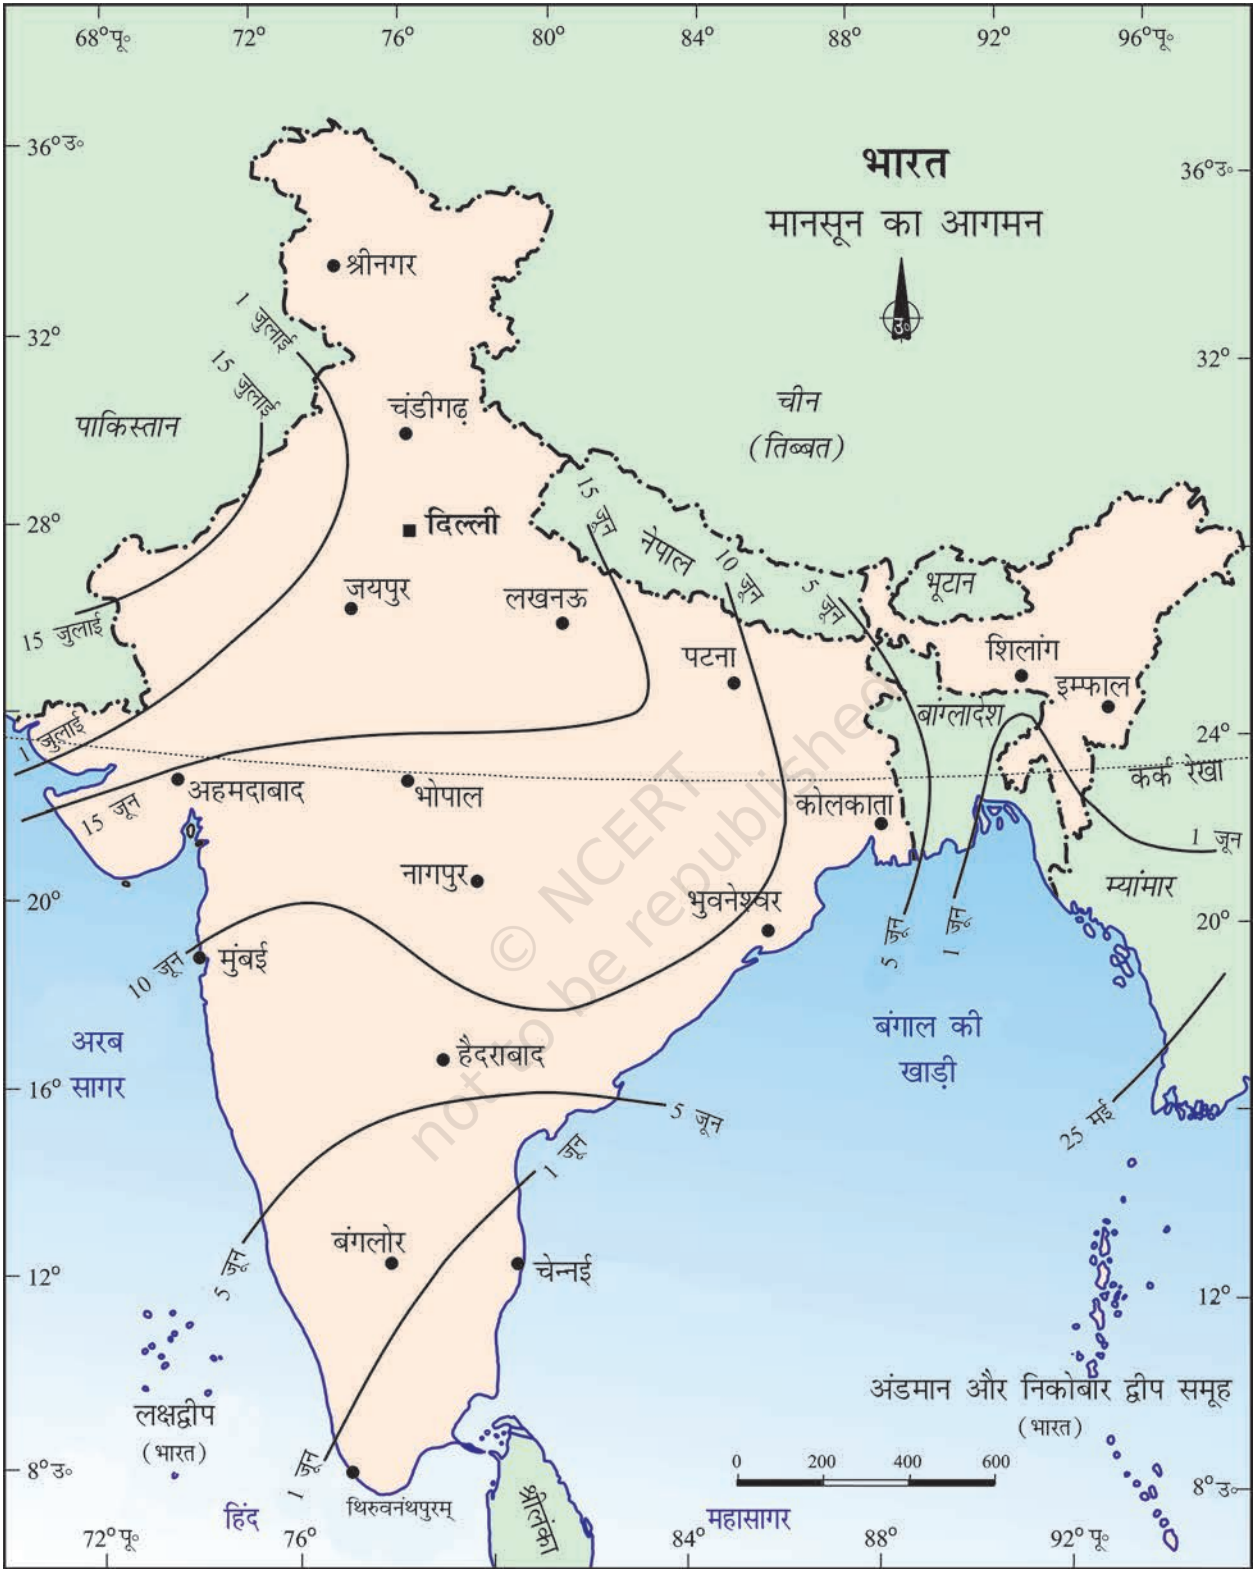 68°पू॰ 72° 76° 80° 84° 88° 92° 96°पू॰
36°उ॰
36°उ॰
भारत
मानसून का आगमन
उ॰
श्रीनगर
1 जुलाई
32°
32°
15 जुलाई
चंडीगढ़
चीन
(तिब्बत)
पाकिस्तान
15 जून
28°
दिल्ली
नेपाल
10 जून
5 जून
भूटान
जयपुर
लखनऊ
15 जुलाई
पटना
शिलांग
इम्फाल
बांग्लादेश
1 जुलाई
24°
कर्क रेखा
अहमदाबाद
भोपाल
कोलकाता
15 जून
1 जून
नागपुर
म्यांमार
20°
20°
भुवनेश्वर
5 जून
1 जून
10 जून
मुंबई
© NCERT
not to be republished
अरब
सागर
बंगाल की
खाड़ी
हैदराबाद
16°
5 जून
25 मई
1 जून
बंगलोर
चेन्नई
5 जून
12°
12°
अंडमान और निकोबार द्वीप समूह
(भारत)
लक्षद्वीप
(भारत)
1 जून
8°उ॰
0 200 400 600
8°उ॰
थिरुवनंथपुरम्
श्रीलंका
हिंद
महासागर
72°पू॰ 76° 84° 88° 92°पू॰